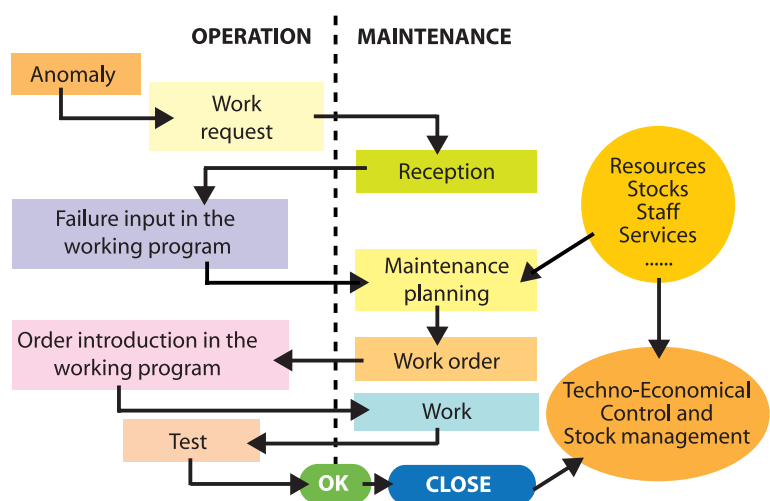 OPERATION
MAINTENANCE
Anomaly
Work
request
Reception
Resources
Stocks
Staff
Services
......
Failure input in the
working program
Maintenance
planning
Order introduction in the
working program
Work order
Techno-Economical
Control and
Stock management
Work
Test
OK
CLOSE